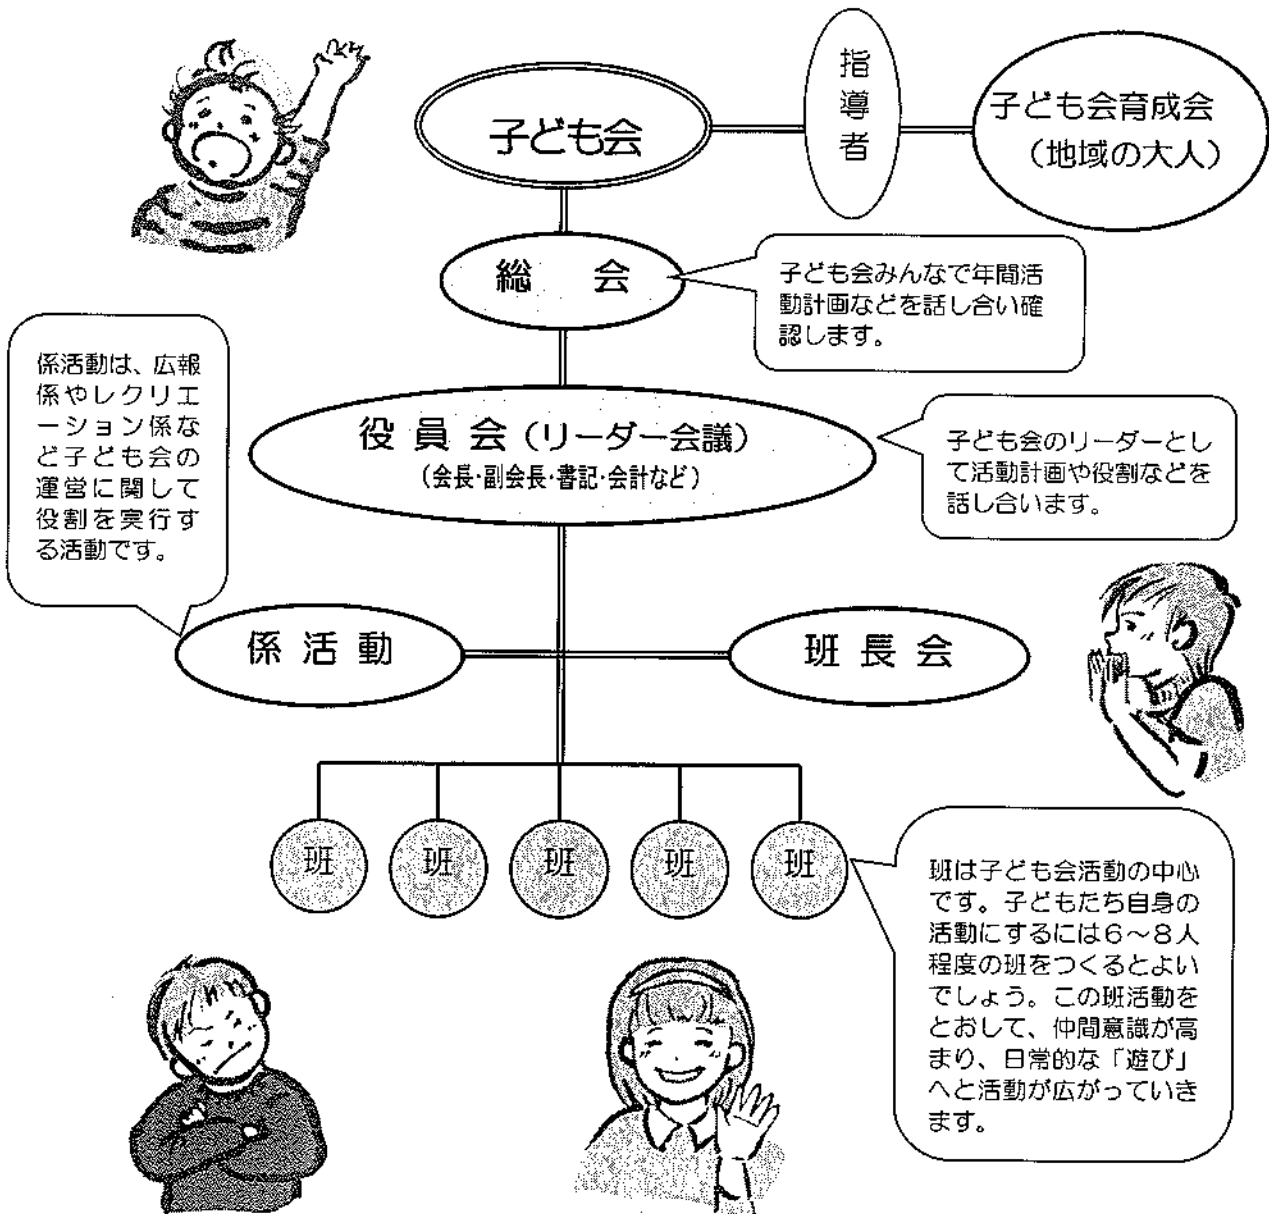 指導者
子ども会
子ども会育成会
（地域の大人）
総　会
子ども会みんなで年間活
動計画などを話し合い確
認します。
係活動は、広報
係やレクリエ
ーション係な
ど子ども会の
運営に関して
役割を実行す
る活動です。
役 員 会（リーダー会議）
（会長・副会長・書記・会計など）
子ども会のリーダーとし
て活動計画や役割などを
話し合います。
係 活 動
班 長 会
班
班
班
班
班
班は子ども会活動の中心
です。子どもたち自身の
活動にするには６～８人
程度の班をつくるとよい
でしょう。この班活動を
とおして、仲間意識が高
まり、日常的な「遊び」
へと活動が広がっていき
ます。